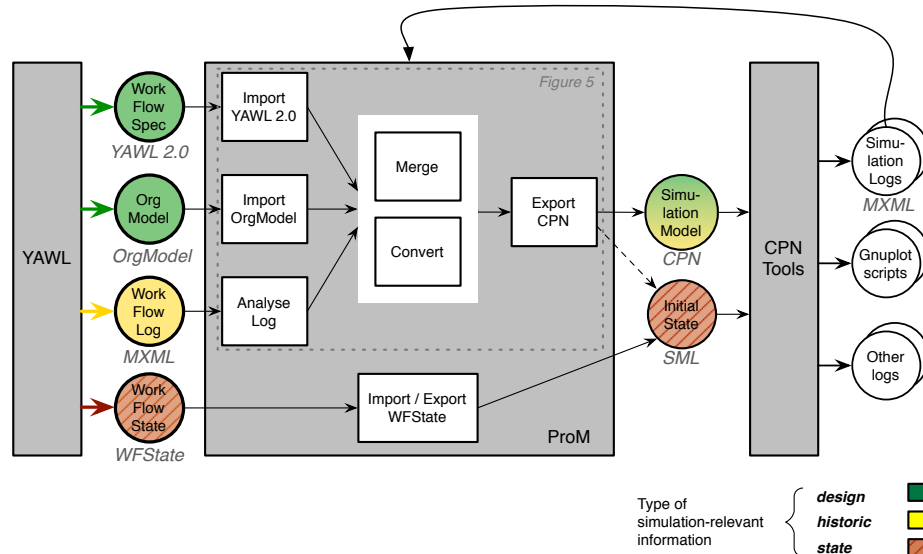 Figure 5
YAWL
Work
Flow
Spec
YAWL 2.0
Import
YAWL 2.0
Org
Model
OrgModel
Import
OrgModel
Work
Flow
Log
MXML
Analyse
Log
Work
Flow
State
WFState
Import / Export
WFState
Merge
Convert
Export
CPN
ProM
Simu-
lation
Model
CPN
Initial
State
SML
CPN
Tools
Simu-
lation
Logs
MXML
Gnuplot
scripts
Other
logs
Type of
simulation-relevant
information
design
historic
state